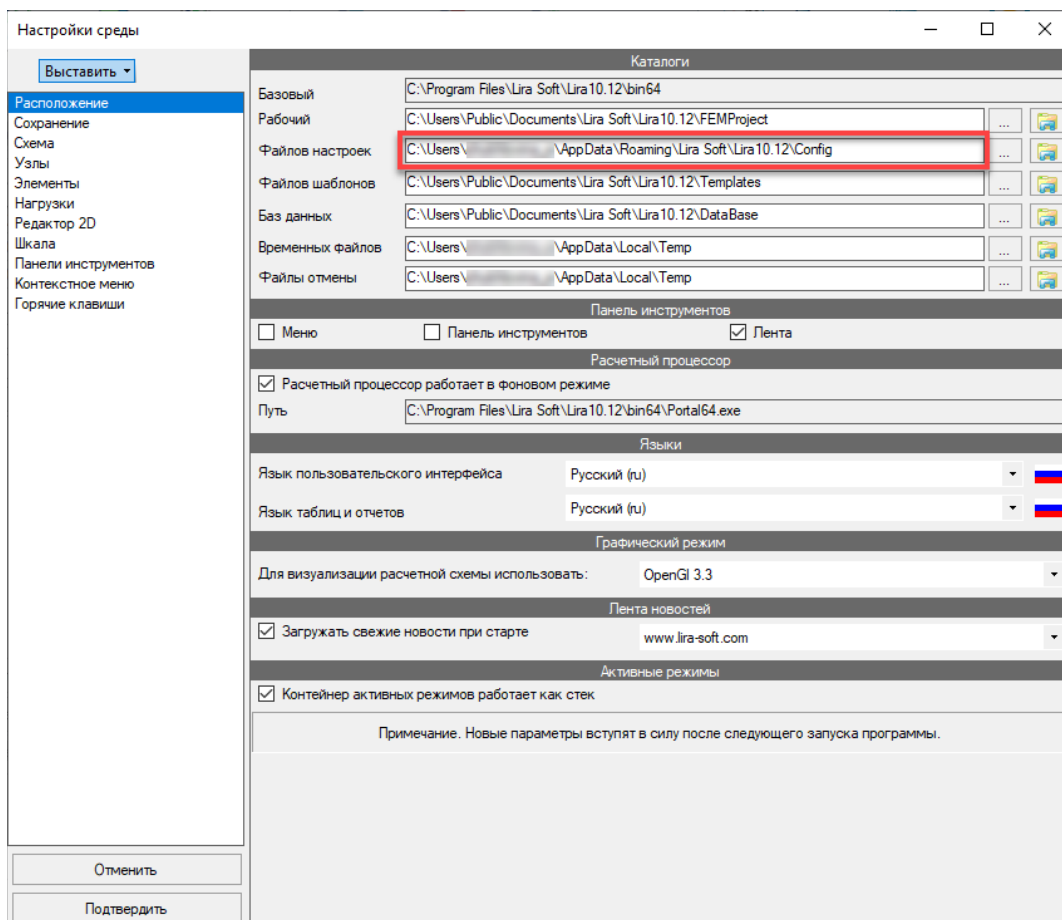 Настройки среды
Выставить
Расположение
Сохранение
Схема
Узлы
Элементы
Нагрузки
Редактор 2D
Шкала
Панели инструментов
Контекстное меню
Горячие клавиши
Отменить
Подтвердить
Каталоги
Базовый C:\Program Files\Lira Soft\Lira10.12\bin64
Рабочий C:\Users\Public\Documents\Lira Soft\Lira10.12\FEMProject ...
Файлов настроек C:\Users\ \AppData\Roaming\Lira Soft\Lira10.12\Config ...
Файлов шаблонов C:\Users\Public\Documents\Lira Soft\Lira10.12\Templates ...
Баз данных C:\Users\Public\Documents\Lira Soft\Lira10.12\DataBase ...
Временных файлов C:\Users\ \AppData\Local\Temp ...
Файлы отмены C:\Users\ \AppData\Local\Temp ...
Панель инструментов
Меню Панель инструментов Лента
Расчетный процессор
Расчетный процессор работает в фоновом режиме
Путь C:\Program Files\Lira Soft\Lira10.12\bin64\Portal64.exe
Языки
Язык пользовательского интерфейса Русский (ru)
Язык таблиц и отчетов Русский (ru)
Графический режим
Для визуализации расчетной схемы использовать: OpenGl 3.3
Лента новостей
Загружать свежие новости при старте www.lira-soft.com
Активные режимы
Контейнер активных режимов работает как стек
Примечание. Новые параметры вступят в силу после следующего запуска программы.